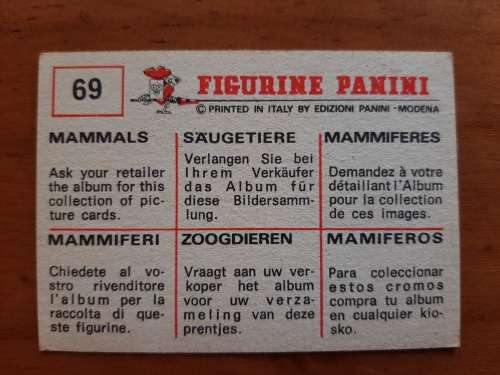 69
FIGURINE PANINI
© PRINTED IN ITALY BY EDIZIONI PANINI - MODENA
MAMMALS
Ask your retailer
the album for this
collection of pic-
ture cards.
SÄUGETIERE
Verlangen Sie bei
Ihrem Verkäufer
das Album für
diese Bildersamm-
lung.
MAMMIFERES
Demandez à votre
détaillant l'Album
pour la collection
de ces images.
MAMMIFERI
Chiedete al vo-
stro rivenditore
l'album per la
raccolta di que-
ste figurine.
ZOOGDIEREN
Vraagt aan uw ver-
koper het album
voor uw verza-
meling van deze
prentjes.
MAMIFEROS
Para coleccionar
estos cromos
compra tu album
en cualquier kio-
sko.